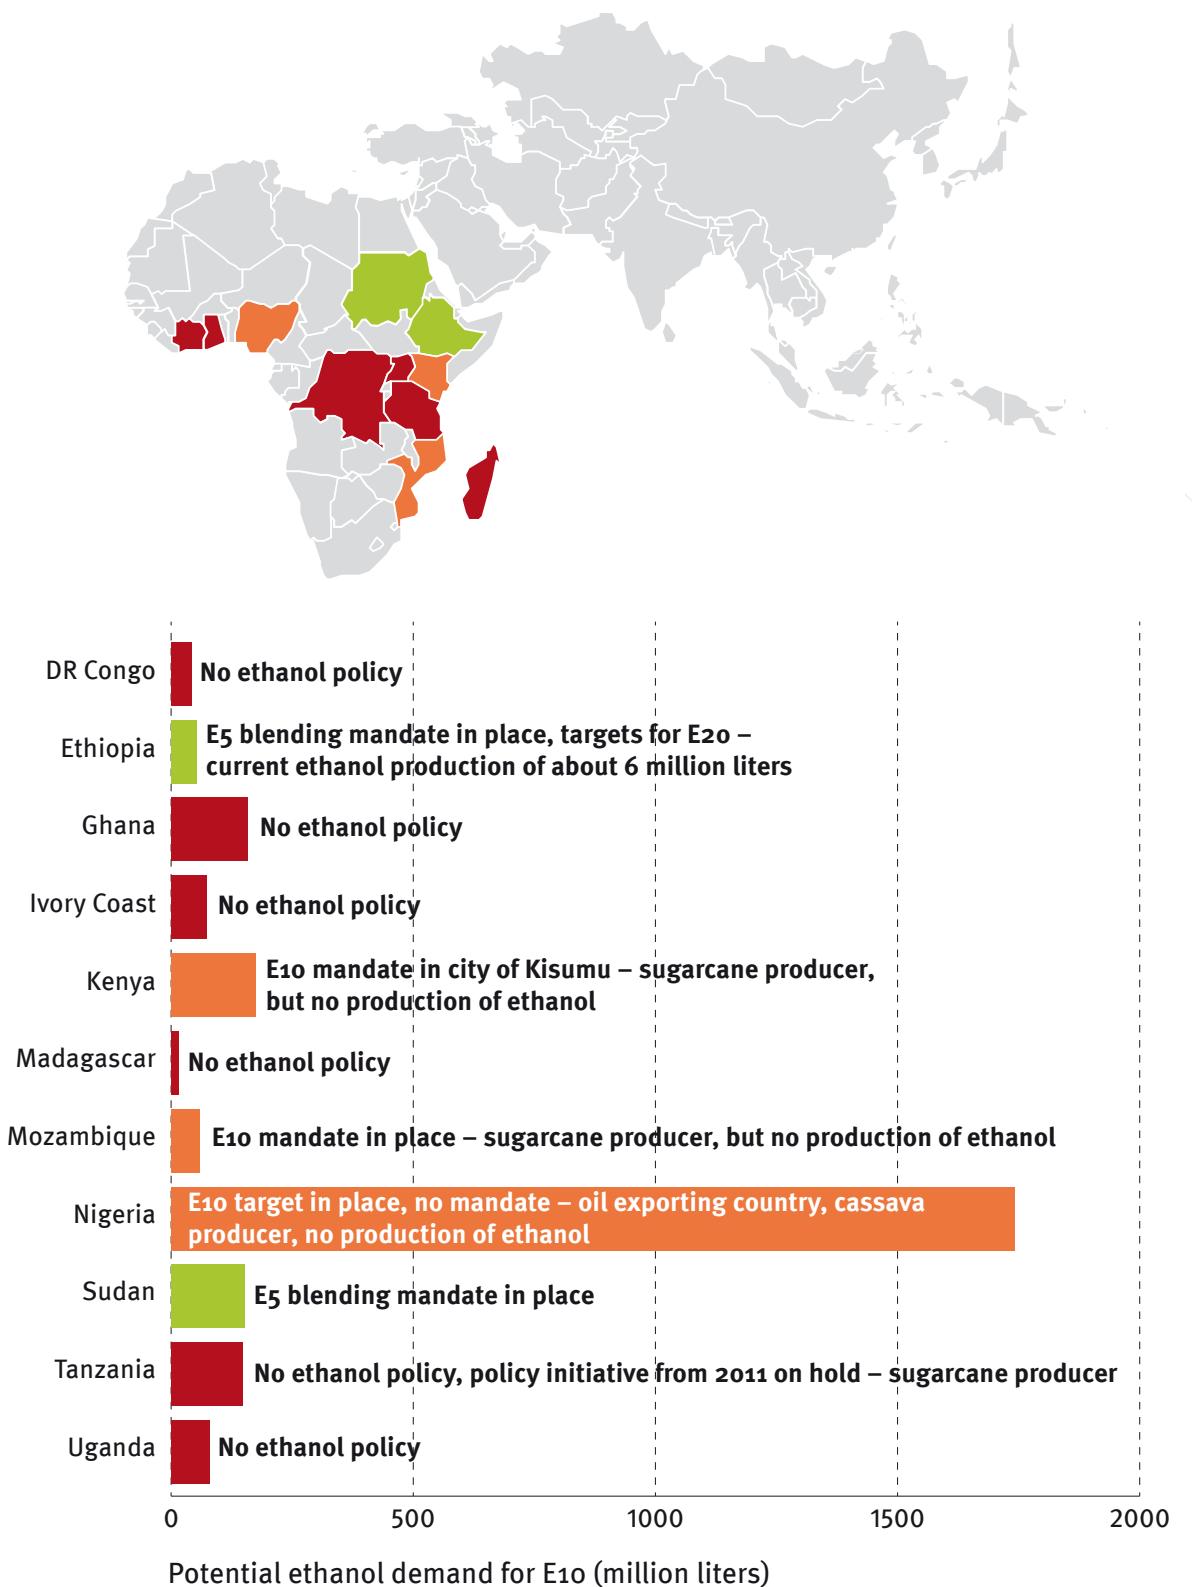 DR Congo
No ethanol policy
Ethiopia
E5 blending mandate in place, targets for E20 –
current ethanol production of about 6 million liters
Ghana
No ethanol policy
Ivory Coast
No ethanol policy
Kenya
E10 mandate in city of Kisumu – sugarcane producer,
but no production of ethanol
Madagascar
No ethanol policy
Mozambique
E10 mandate in place – sugarcane producer, but no production of ethanol
Nigeria
E10 target in place, no mandate – oil exporting country, cassava
producer, no production of ethanol
Sudan
E5 blending mandate in place
Tanzania
No ethanol policy, policy initiative from 2011 on hold – sugarcane producer
Uganda
No ethanol policy
0 500 1000 1500 2000
Potential ethanol demand for E10 (million liters)